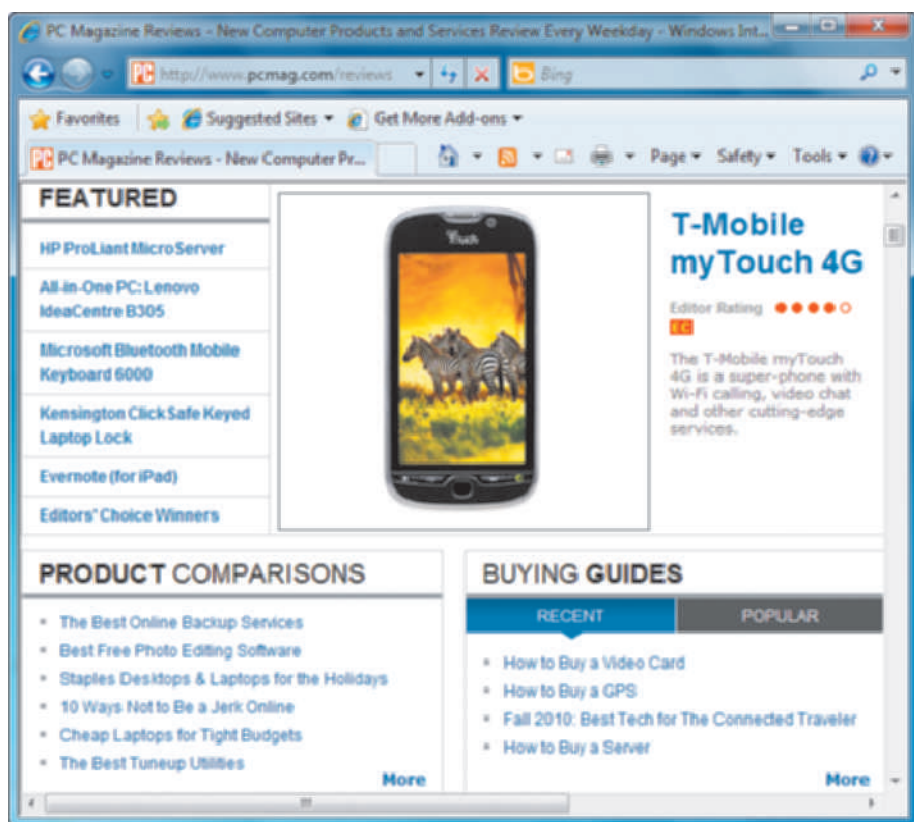 PC Magazine Reviews - New Computer Products and Services Review Every Weekday - Windows Int...
http://www.pcmag.com/reviews
Bing
Favorites
Suggested Sites
Get More Add-ons
PC Magazine Reviews - New Computer Pr...
Page
Safety
Tools
FEATURED
HP ProLiant MicroServer
All-in-One PC: Lenovo
IdeaCentre B305
Microsoft Bluetooth Mobile
Keyboard 6000
Kensington ClickSafe Keyed
Laptop Lock
Evernote (for iPad)
Editors' Choice Winners
T-Mobile
myTouch 4G
Editor Rating
EC
The T-Mobile myTouch
4G is a super-phone with
Wi-Fi calling, video chat
and other cutting-edge
services.
PRODUCT COMPARISONS
The Best Online Backup Services
Best Free Photo Editing Software
Staples Desktops & Laptops for the Holidays
10 Ways Not to Be a Jerk Online
Cheap Laptops for Tight Budgets
The Best Tuneup Utilities
More
BUYING GUIDES
RECENT
POPULAR
How to Buy a Video Card
How to Buy a GPS
Fall 2010: Best Tech for The Connected Traveler
How to Buy a Server
More